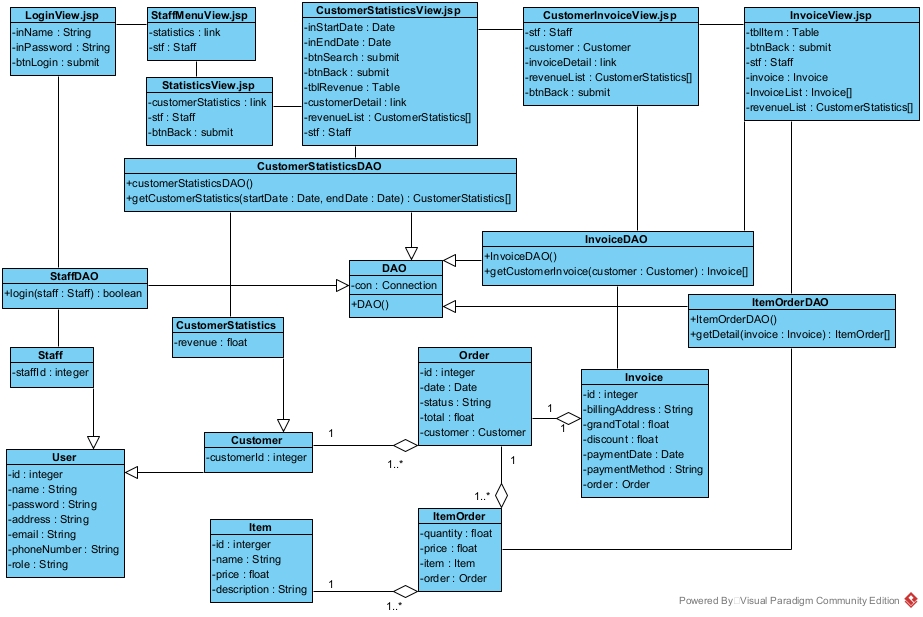 LoginView.jsp
-inName : String
-inPassword : String
-btnLogin : submit
StaffMenuView.jsp
-statistics : link
-stf : Staff
StatisticsView.jsp
-customerStatistics : link
-stf : Staff
-btnBack : submit
CustomerStatisticsView.jsp
-inStartDate : Date
-inEndDate : Date
-btnSearch : submit
-btnBack : submit
-tblRevenue : Table
-customerDetail : link
-revenueList : CustomerStatistics[]
-stf : Staff
CustomerInvoiceView.jsp
-stf : Staff
-customer : Customer
-invoiceDetail : link
-revenueList : CustomerStatistics[]
-btnBack : submit
InvoiceView.jsp
-tblItem : Table
-btnBack : submit
-stf : Staff
-invoice : Invoice
-InvoiceList : Invoice[]
-revenueList : CustomerStatistics[]
CustomerStatisticsDAO
+customerStatisticsDAO()
+getCustomerStatistics(startDate : Date, endDate : Date) : CustomerStatistics[]
InvoiceDAO
+InvoiceDAO()
+getCustomerInvoice(customer : Customer) : Invoice[]
StaffDAO
+login(staff : Staff) : boolean
DAO
-con : Connection
+DAO()
ItemOrderDAO
+ItemOrderDAO()
+getDetail(invoice : Invoice) : ItemOrder[]
CustomerStatistics
-revenue : float
Staff
-staffId : integer
Order
-id : integer
-date : Date
-status : String
-total : float
-customer : Customer
Invoice
-id : integer
-billingAddress : String
-grandTotal : float
-discount : float
-paymentDate : Date
-paymentMethod : String
-order : Order
1
1
Customer
-customerId : integer
1
1..*
User
-id : integer
-name : String
-password : String
-address : String
-email : String
-phoneNumber : String
-role : String
1
1..*
ItemOrder
-quantity : float
-price : float
-item : Item
-order : Order
Item
-id : interger
-name : String
-price : float
-description : String
1
1..*
Powered By Visual Paradigm Community Edition